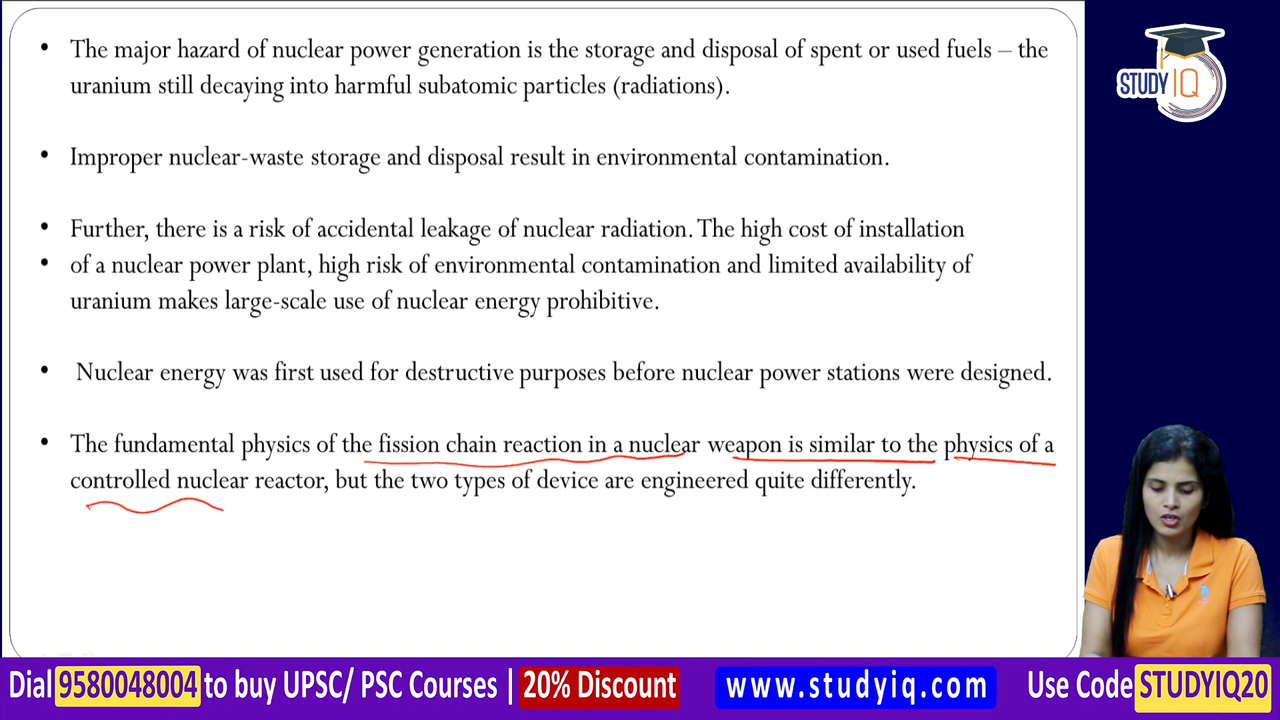 • The major hazard of nuclear power generation is the storage and disposal of spent or used fuels – the
uranium still decaying into harmful subatomic particles (radiations).
• Improper nuclear-waste storage and disposal result in environmental contamination.
• Further, there is a risk of accidental leakage of nuclear radiation. The high cost of installation
• of a nuclear power plant, high risk of environmental contamination and limited availability of
uranium makes large-scale use of nuclear energy prohibitive.
• Nuclear energy was first used for destructive purposes before nuclear power stations were designed.
• The fundamental physics of the fission chain reaction in a nuclear weapon is similar to the physics of a
controlled nuclear reactor, but the two types of device are engineered quite differently.
STUDY IQ
Dial 9580048004 to buy UPSC/ PSC Courses | 20% Discount www.studyiq.com Use Code STUDYIQ20